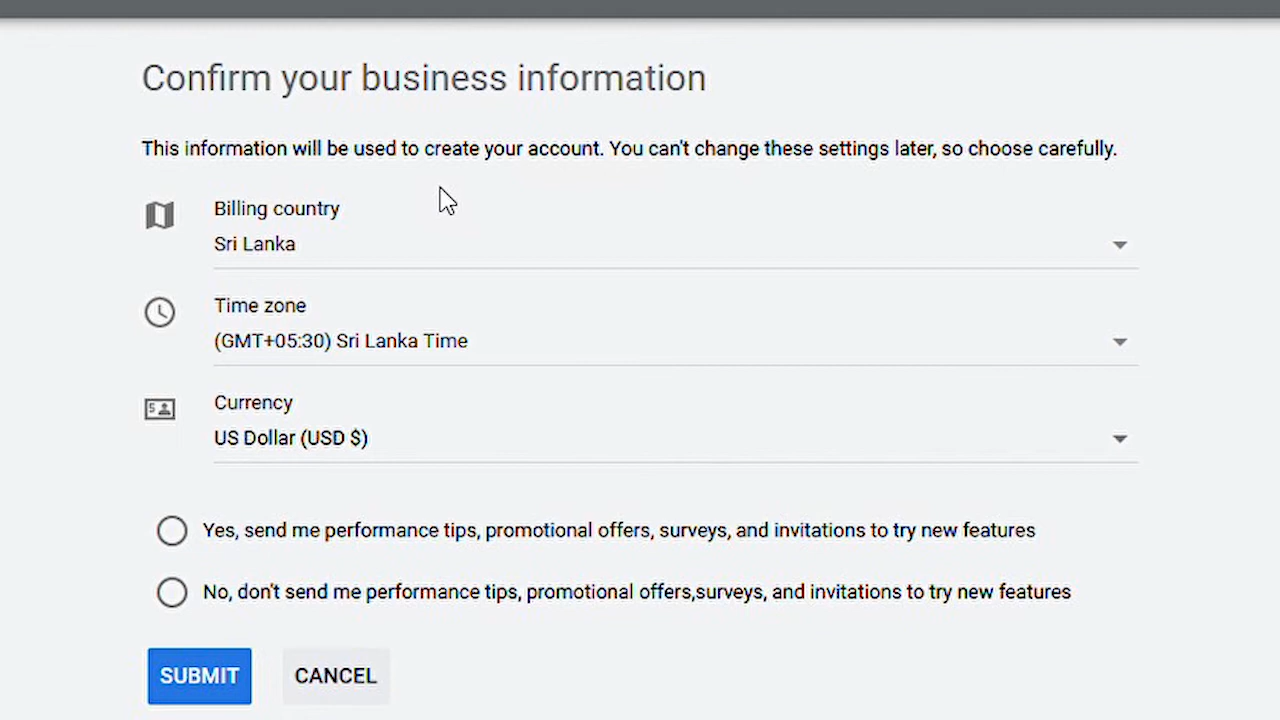 Confirm your business information
This information will be used to create your account. You can't change these settings later, so choose carefully.
Billing country
Sri Lanka
Time zone
(GMT+05:30) Sri Lanka Time
Currency
US Dollar (USD $)
Yes, send me performance tips, promotional offers, surveys, and invitations to try new features
No, don't send me performance tips, promotional offers,surveys, and invitations to try new features
SUBMIT CANCEL